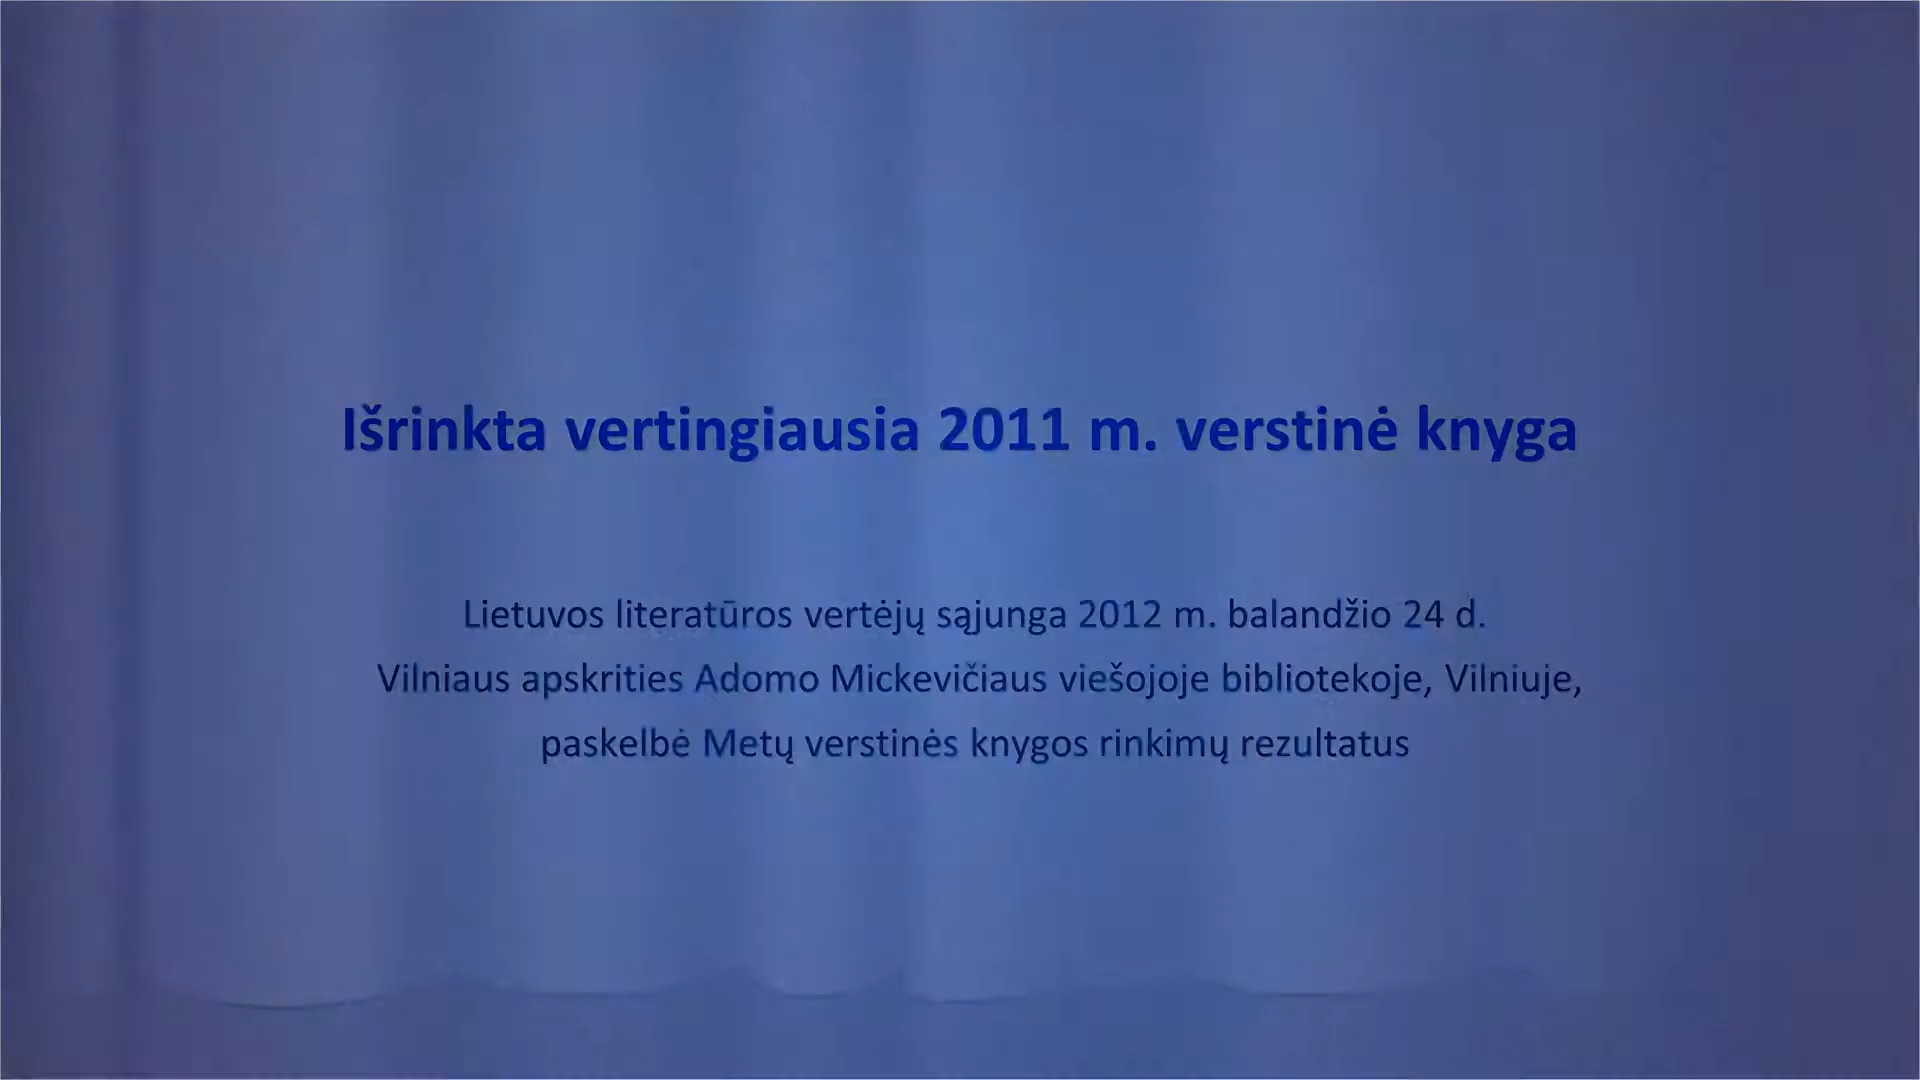 Išrinkta vertingiausia 2011 m. verstinė knyga
Lietuvos literatūros vertėjų sąjunga 2012 m. balandžio 24 d.
Vilniaus apskrities Adomo Mickevičiaus viešojoje bibliotekoje, Vilniuje,
paskelbė Metų verstinės knygos rinkimų rezultatus